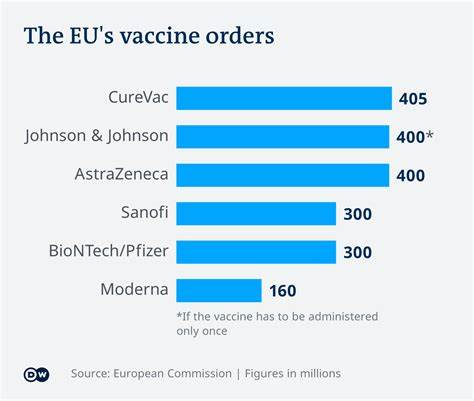 The EU's vaccine orders
CureVac 405
Johnson & Johnson 400*
AstraZeneca 400
Sanofi 300
BioNTech/Pfizer 300
Moderna 160
*If the vaccine has to be administered
only once
DW Source: European Commission | Figures in millions